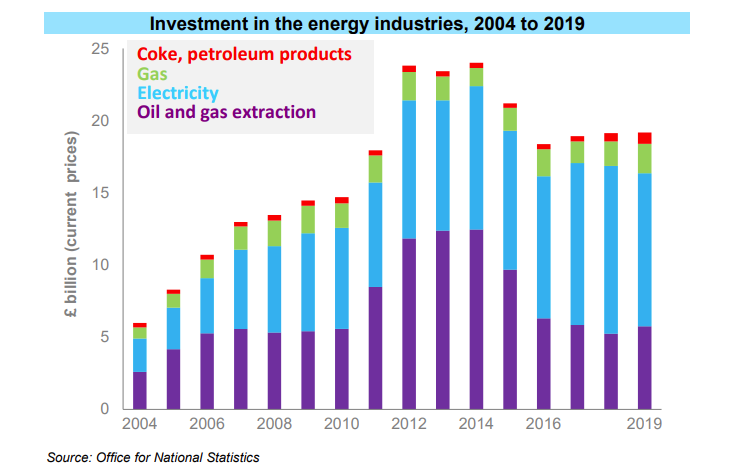 Investment in the energy industries, 2004 to 2019
Coke, petroleum products
Gas
Electricity
Oil and gas extraction
£ billion (current prices)
25
20
15
10
5
0
2004 2006 2008 2010 2012 2014 2016 2019
Source: Office for National Statistics